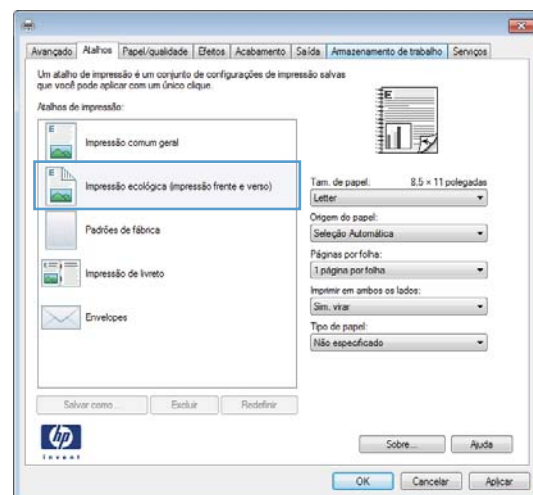 Avançado Atalhos Papel/qualidade Efeitos Acabamento Saída Armazenamento de trabalho Serviços
Um atalho de impressão é um conjunto de configurações de impressão salvas
que você pode aplicar com um único clique.
Atalhos de impressão:
E
Impressão comum geral
E
Impressão ecológica (impressão frente e verso)
Padrões de fábrica
Impressão de livreto
Envelopes
Salvar como... Excluir Redefinir
E
Tam. de papel: 8.5 × 11 polegadas
Letter
Origem do papel:
Seleção Automática
Páginas por folha:
1 página por folha
Imprimir em ambos os lados:
Sim, virar
Tipo de papel:
Não especificado
hp
invent
Sobre... Ajuda
OK Cancelar Aplicar